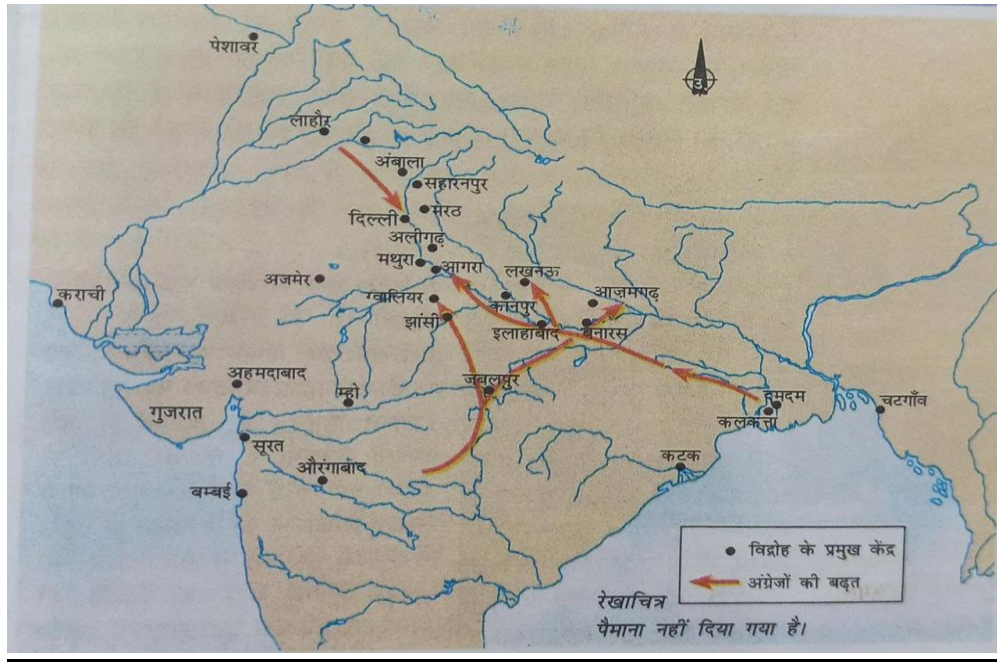 उ
पेशावर
लाहौर
अंबाला
सहारनपुर
दिल्ली
मेरठ
अलीगढ़
मथुरा
आगरा
अजमेर
लखनऊ
कराची
ग्वालियर
कानपुर
आज़मगढ़
झांसी
इलाहाबाद
बनारस
अहमदाबाद
म्हो
जबलपुर
दमदम
कलकत्ता
चटगाँव
गुजरात
सूरत
औरंगाबाद
कटक
बम्बई
विद्रोह के प्रमुख केंद्र
अंग्रेजों की बढ़त
रेखाचित्र
पैमाना नहीं दिया गया है।